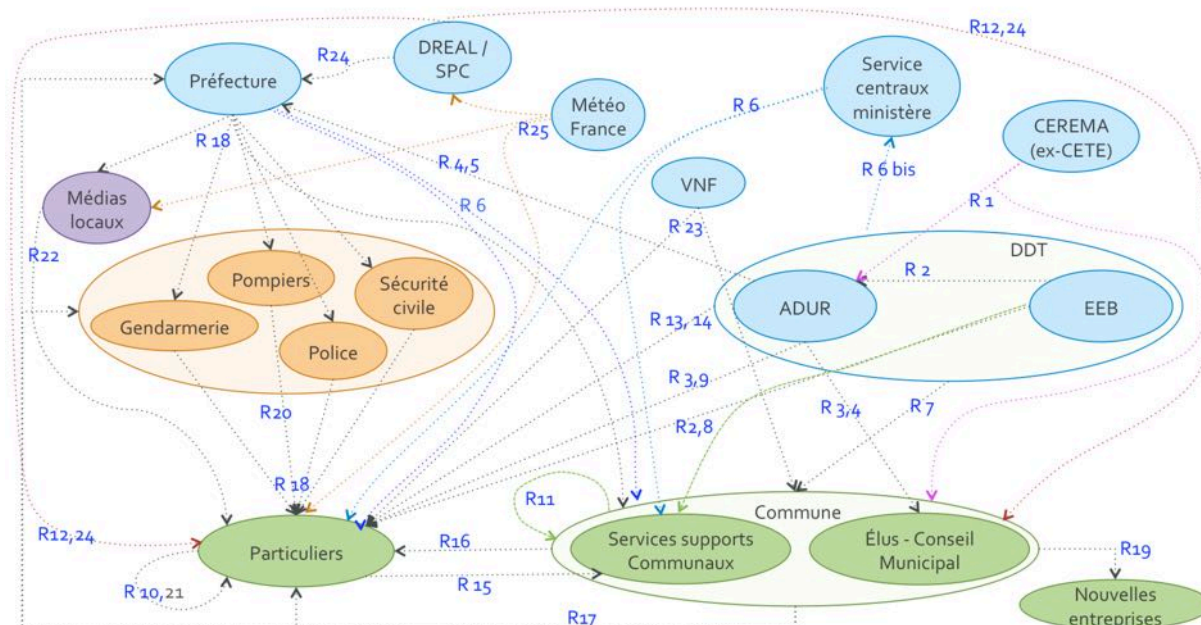 R12,24
DREAL /
SPC
R24
Préfecture
Service
centraux
ministère
Météo
France
R 6
R25
CEREMA
(ex-CETE)
R 18
R 4,5
R 6 bis
VNF
Médias
locaux
R 1
R 6
R 23
R22
DDT
R 2
Pompiers
Sécurité
civile
ADUR
EEB
Gendarmerie
R 13, 14
Police
R 3,9
R 3,4
R 7
R20
R2,8
R 18
R11
Commune
R12,24
Particuliers
R16
Services supports
Communaux
Élus - Conseil
Municipal
R19
R 10,21
R 15
Nouvelles
entreprises
R17